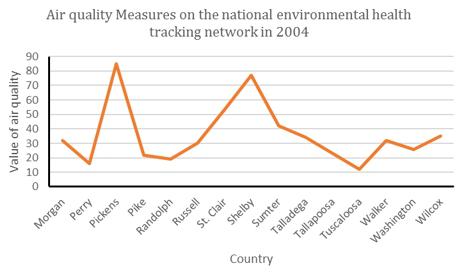 Air quality Measures on the national environmental health
tracking network in 2004
Value of air quality
90
80
70
60
50
40
30
20
10
0
Morgan
Perry
Pickens
Pike
Randolph
Russell
St. Clair
Shelby
Sumter
Talladega
Tallapoosa
Tuscaloosa
Walker
Washington
Wilcox
Country